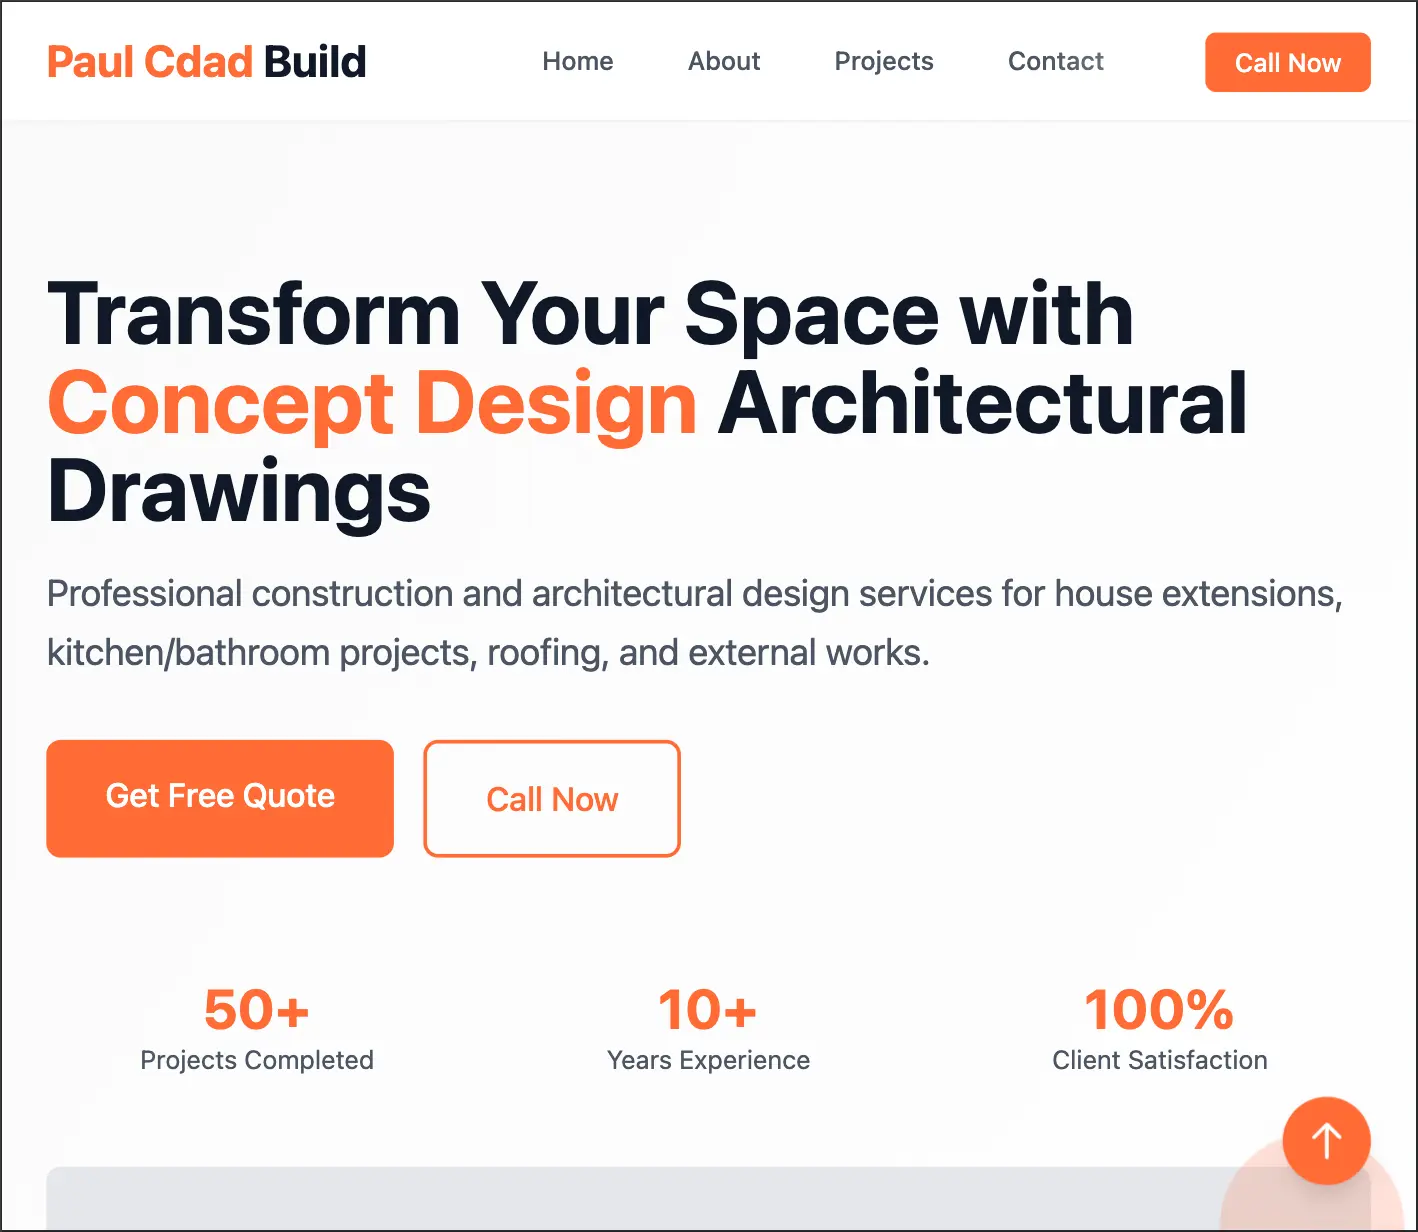 Paul Cdad Build
Home
About
Projects
Contact
Call Now
Transform Your Space with
Concept Design Architectural
Drawings
Professional construction and architectural design services for house extensions,
kitchen/bathroom projects, roofing, and external works.
Get Free Quote
Call Now
50+
Projects Completed
10+
Years Experience
100%
Client Satisfaction